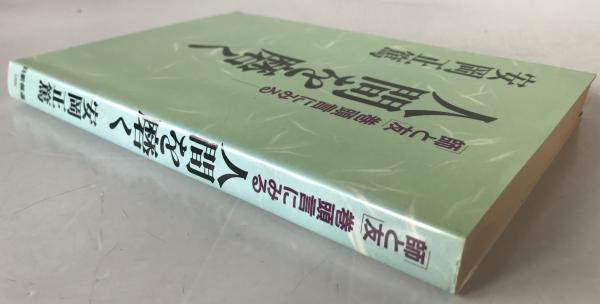 「師と友」巻頭言にみる
人間を磨く
安岡正篤
「師と友」巻頭言にみる
人間を磨く
安岡正篤